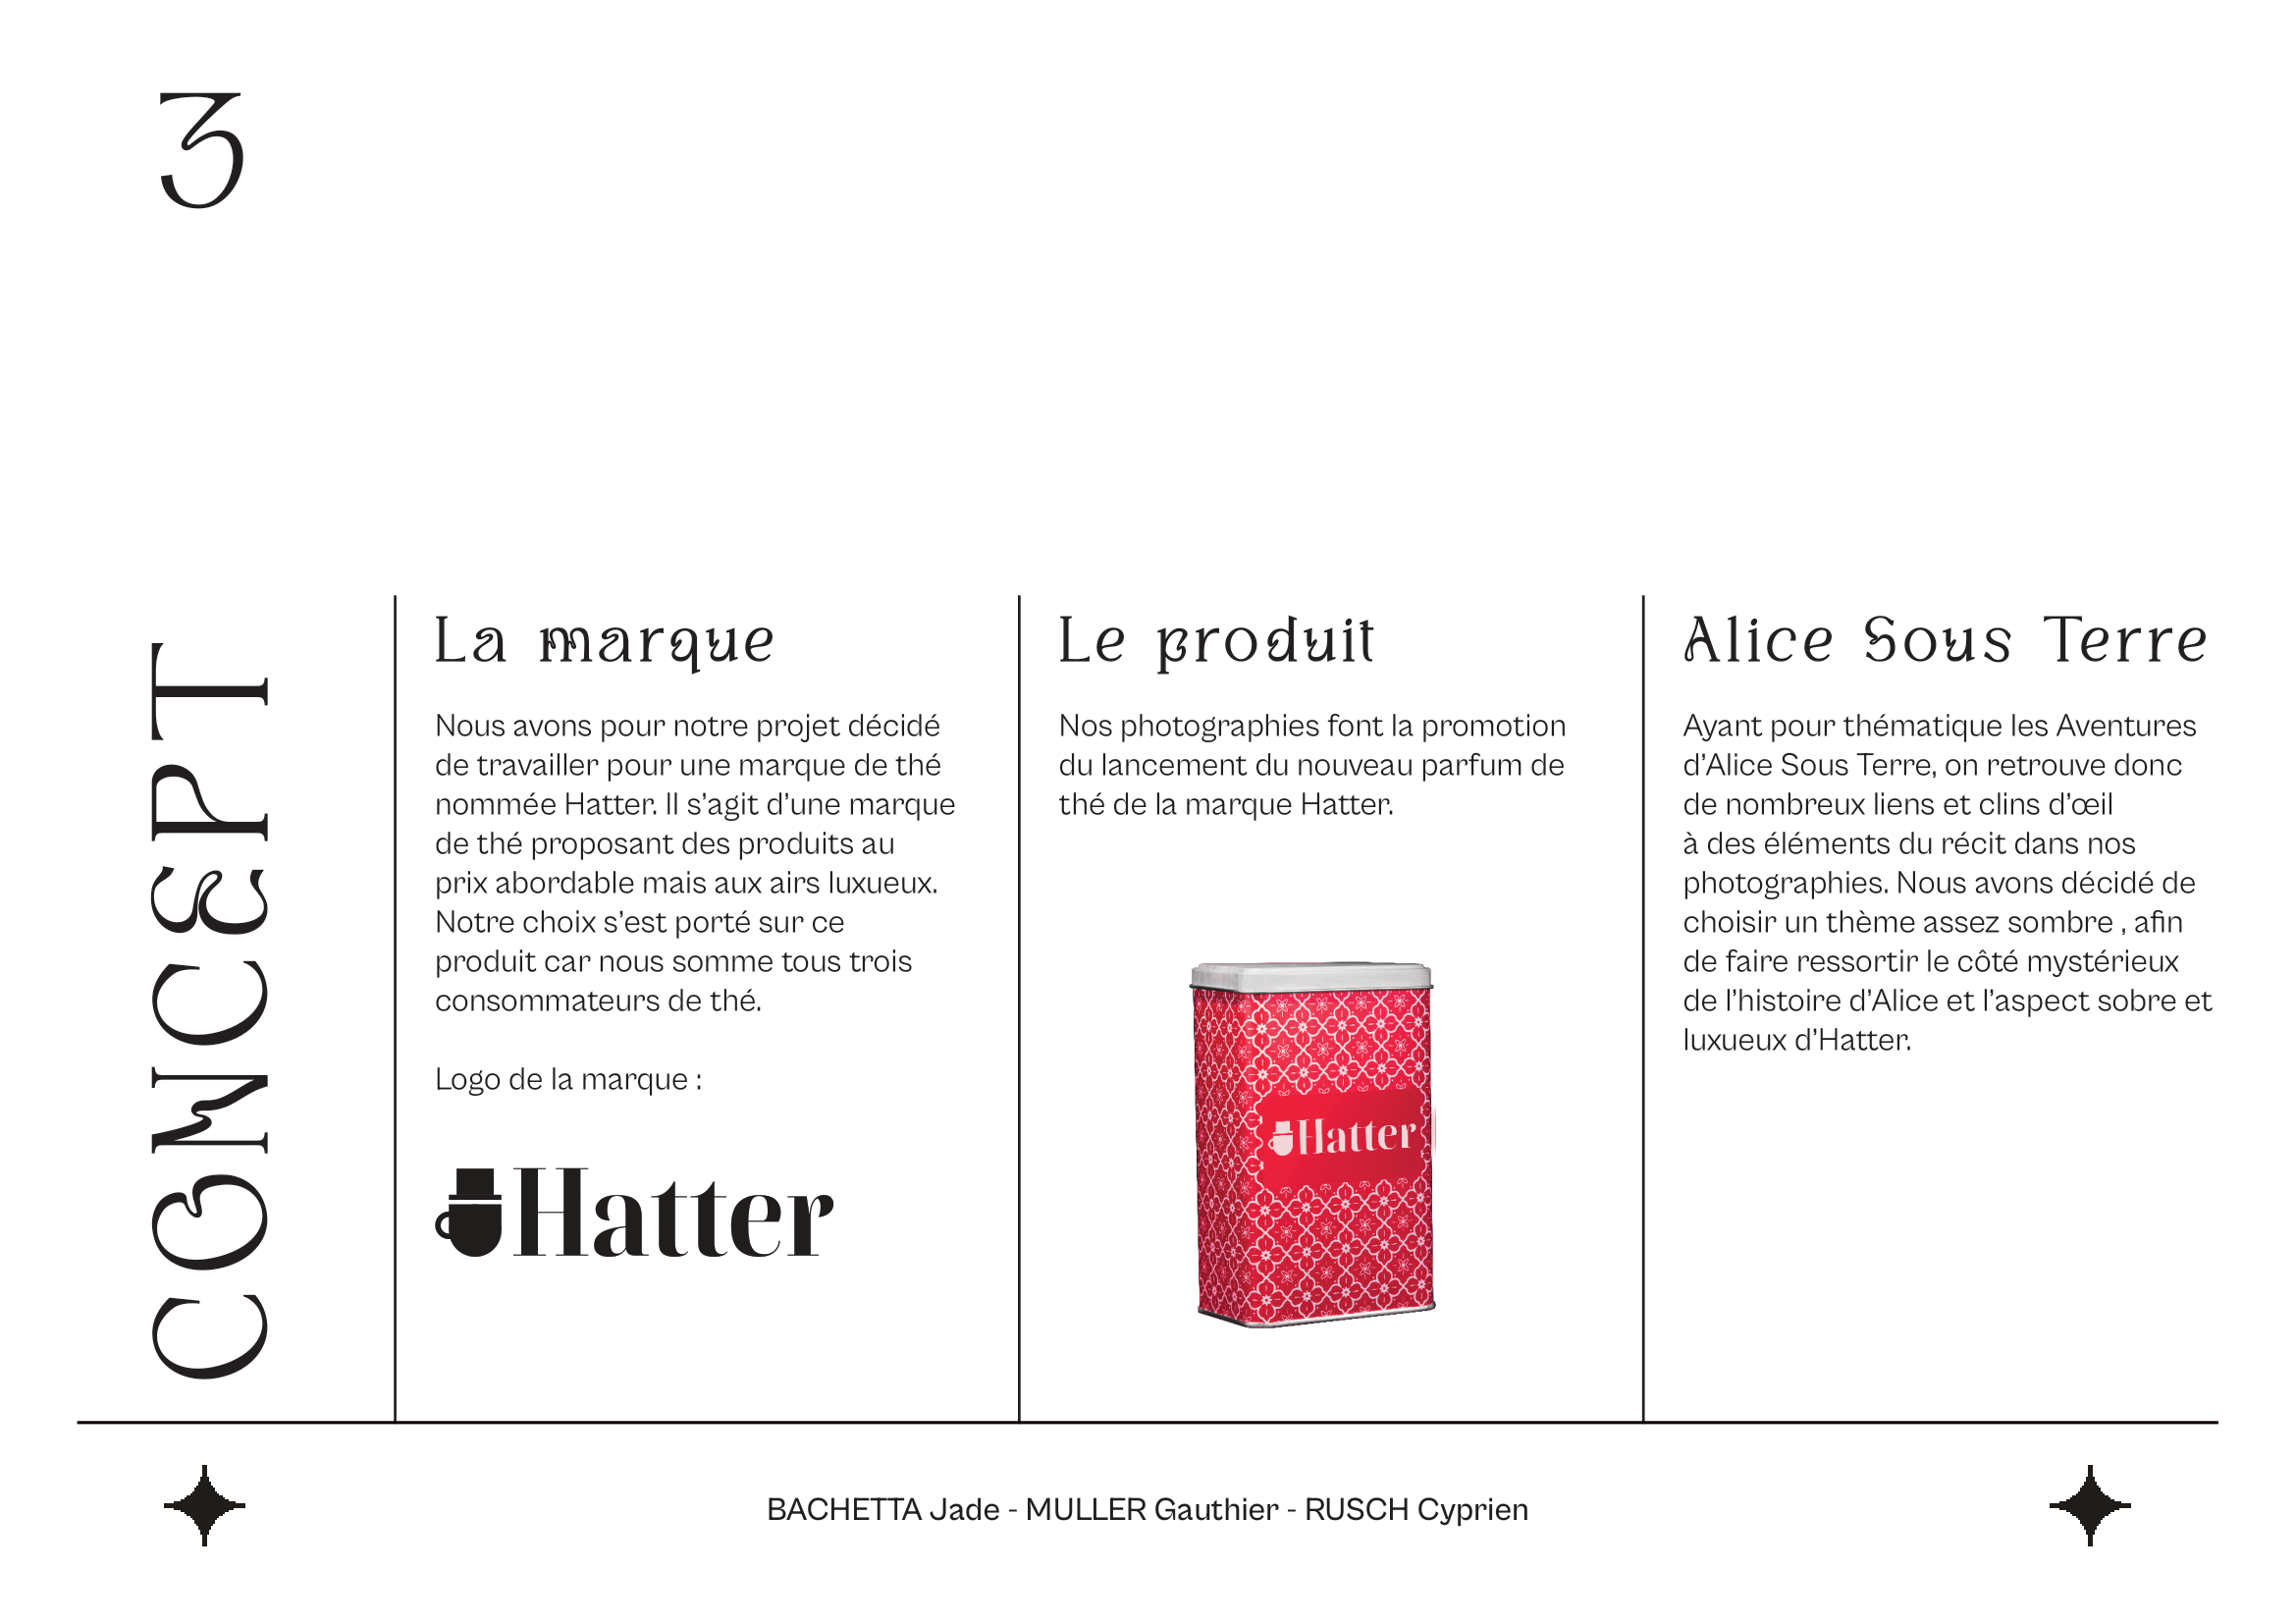 3
CONCEPT
La marque
Nous avons pour notre projet décidé
de travailler pour une marque de thé
nommée Hatter. Il s’agit d’une marque
de thé proposant des produits au
prix abordable mais aux airs luxueux.
Notre choix s’est porté sur ce
produit car nous somme tous trois
consommateurs de thé.
Logo de la marque :
Hatter
Le produit
Nos photographies font la promotion
du lancement du nouveau parfum de
thé de la marque Hatter.
Hatter
Alice Sous Terre
Ayant pour thématique les Aventures
d’Alice Sous Terre, on retrouve donc
de nombreux liens et clins d’œil
à des éléments du récit dans nos
photographies. Nous avons décidé de
choisir un thème assez sombre , afin
de faire ressortir le côté mystérieux
de l’histoire d’Alice et l’aspect sobre et
luxueux d’Hatter.
BACHETTA Jade - MULLER Gauthier - RUSCH Cyprien